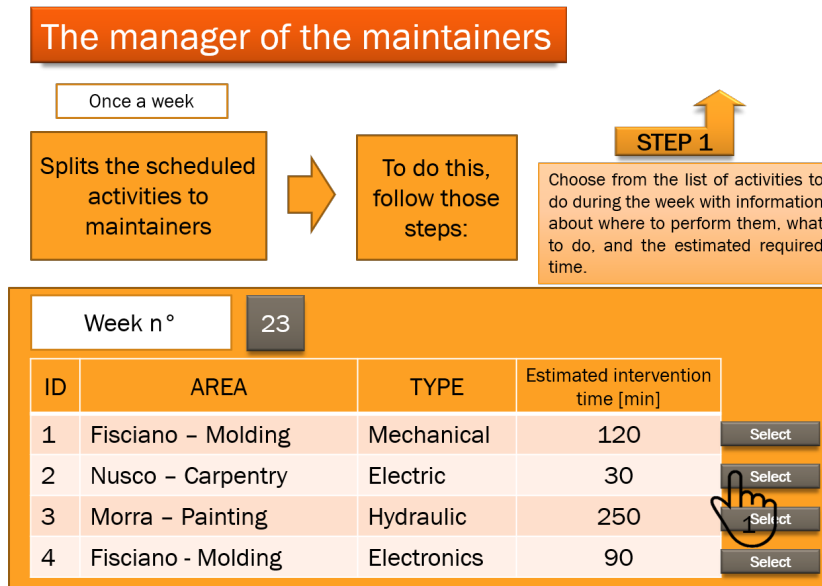 The manager of the maintainers
Once a week
Splits the scheduled
activities to
maintainers
To do this,
follow those
steps:
STEP 1
Choose from the list of activities to
do during the week with information
about where to perform them, what
to do, and the estimated required
time.
Week n° 23
ID AREA TYPE Estimated intervention
time [min]
1 Fisciano – Molding Mechanical 120 Select
2 Nusco – Carpentry Electric 30 Select
3 Morra – Painting Hydraulic 250 Select
1
4 Fisciano - Molding Electronics 90 Select